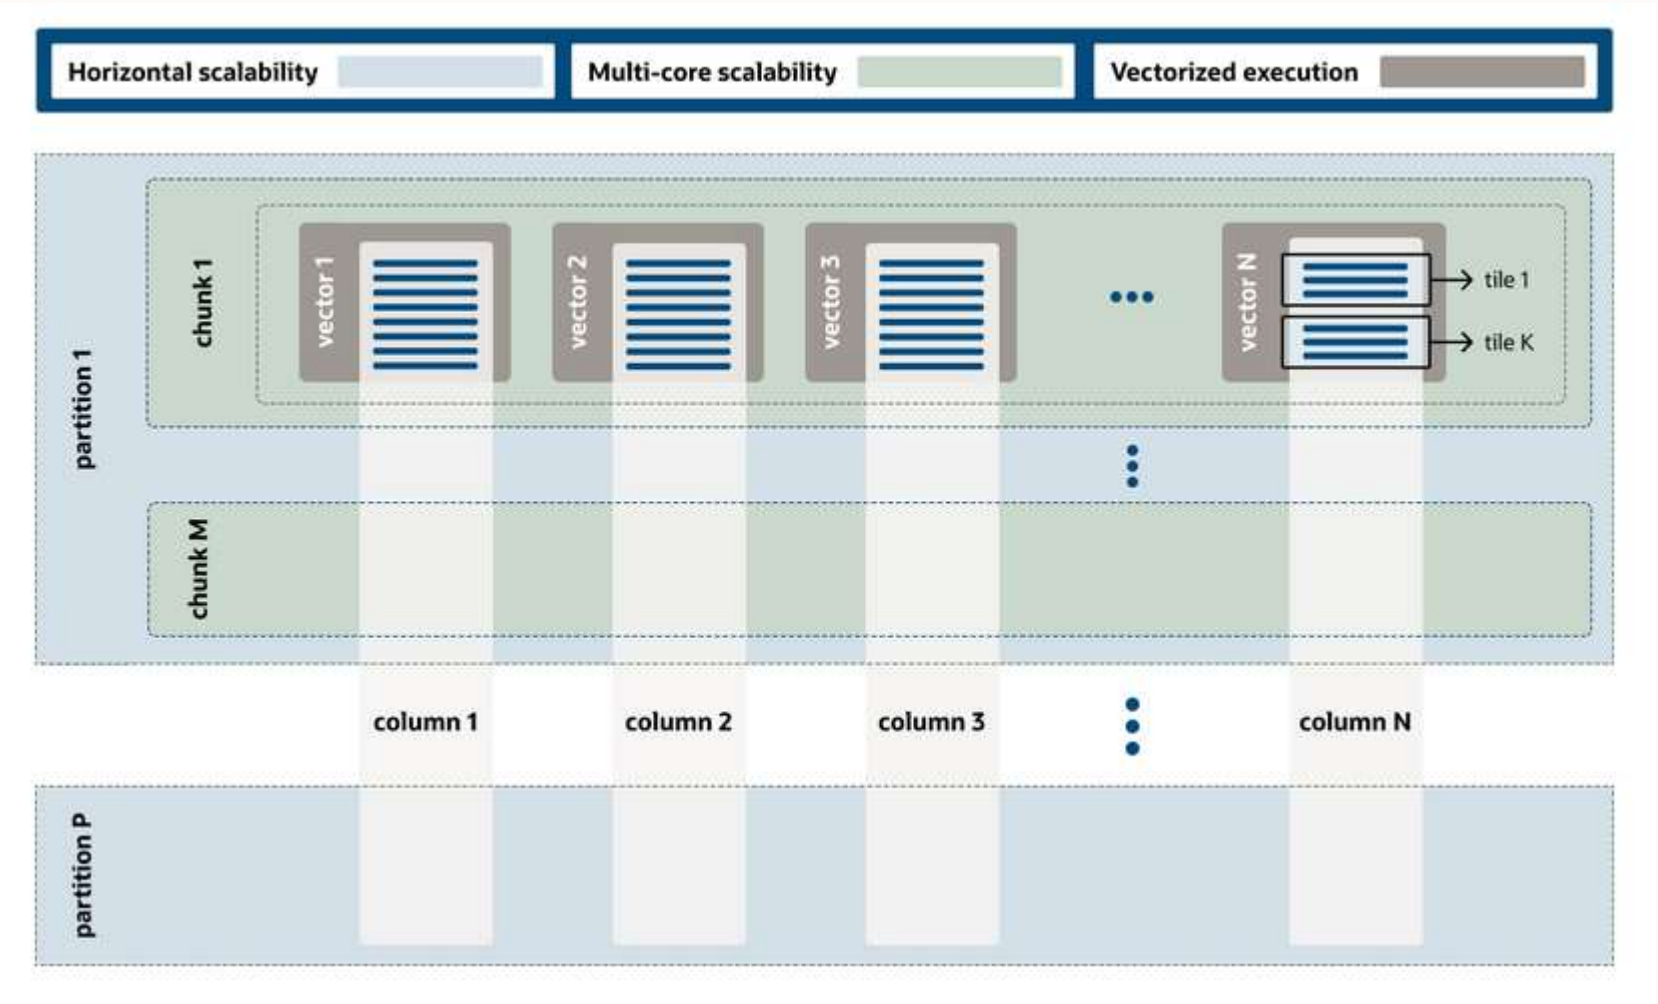 Horizontal scalability
Multi-core scalability
Vectorized execution
partition 1
chunk 1
vector 1
vector 2
vector 3
vector N
tile 1
tile K
chunk M
column 1
column 2
column 3
column N
partition P